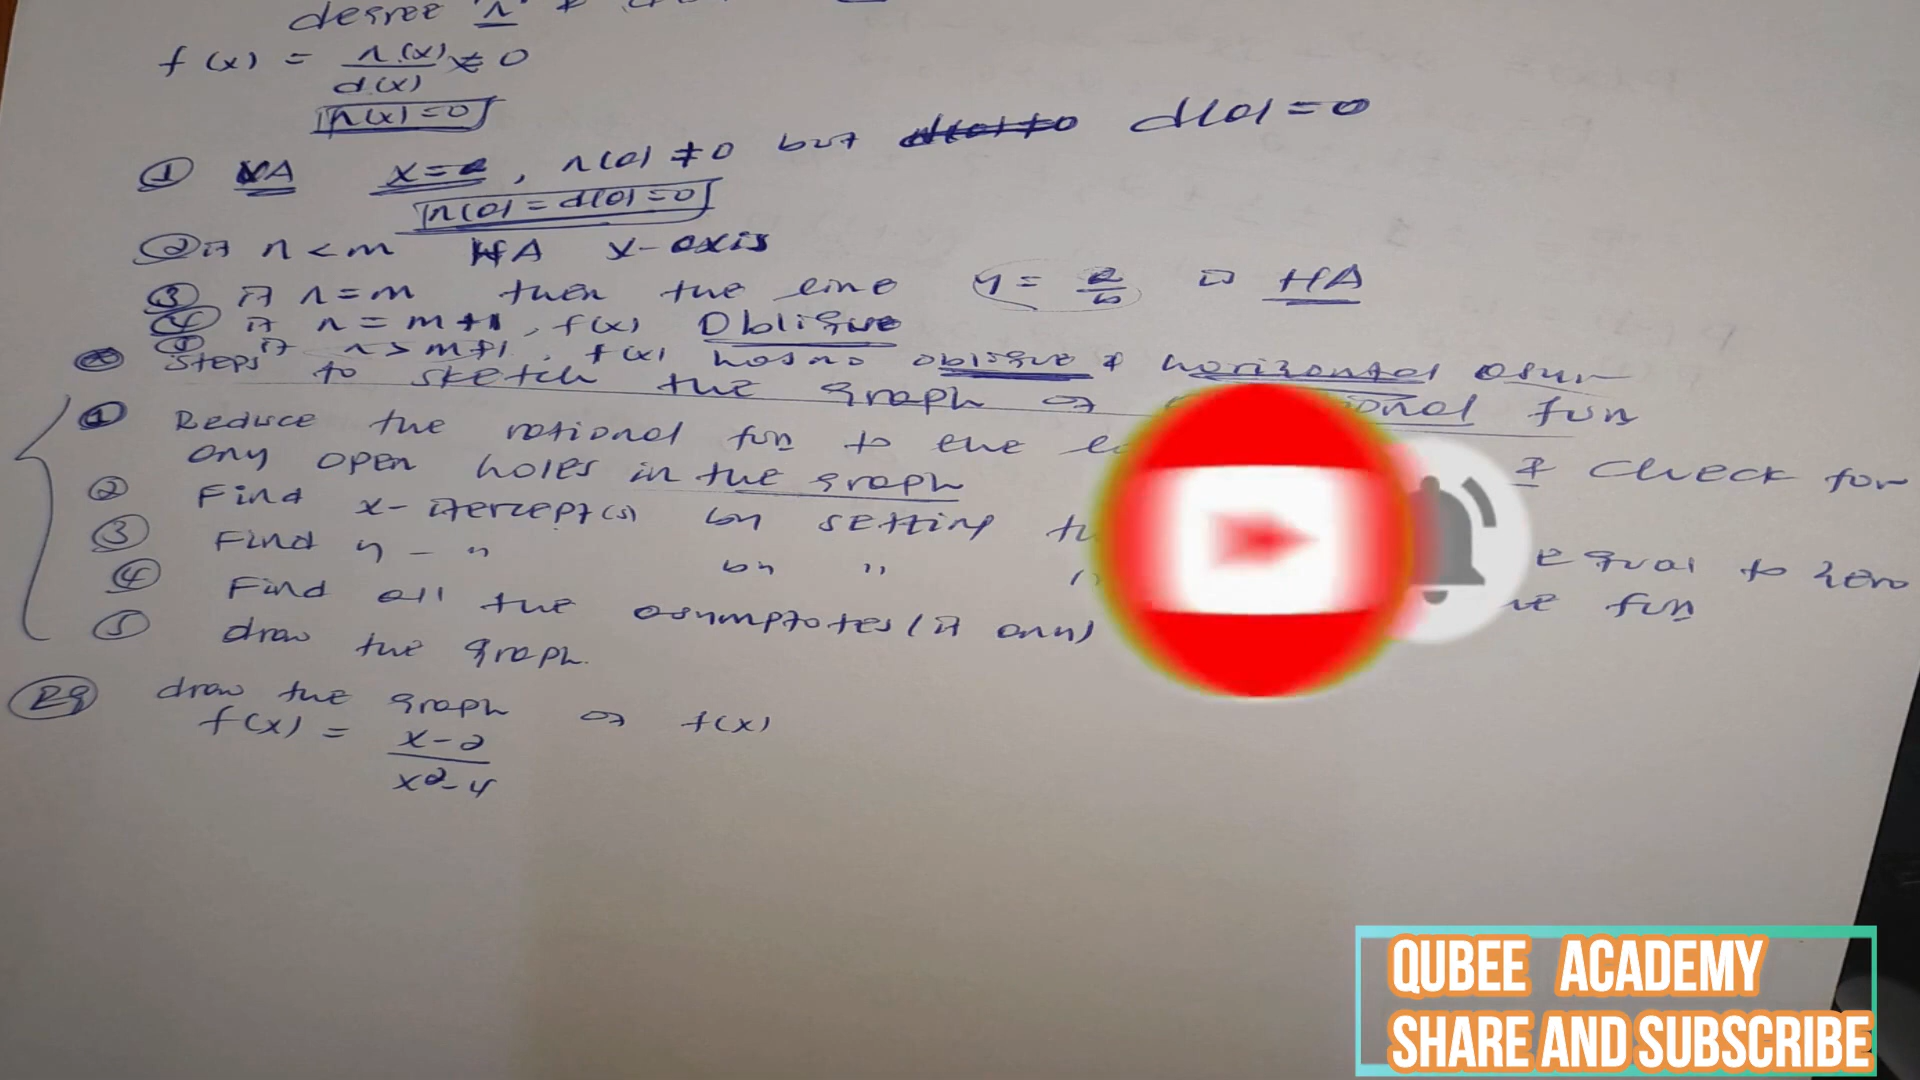 degree n &
f(x) = n(x)/d(x) ≠ 0
n(x)=0
① VA x=a, n(a) ≠ 0 but d(a)=0
n(a)=d(a)=0
② if n<m HA x-axis
③ if n=m then the line y = a/b is HA
④ if n = m+1, f(x) Oblique
⑤ if n>m+1, f(x) has no oblique & horizontal asym
Steps to sketch the graph of fun
① Reduce the rational fun to the & check for
any open holes in the graph
② Find x-itercept(s) by setting equal to zero
③ Find y - " by "
④ Find all the asymptotes (if any) fun
⑤ draw the graph.
Eg draw the graph of f(x)
f(x) = x-2/x²-4
QUBEE ACADEMY
SHARE AND SUBSCRIBE